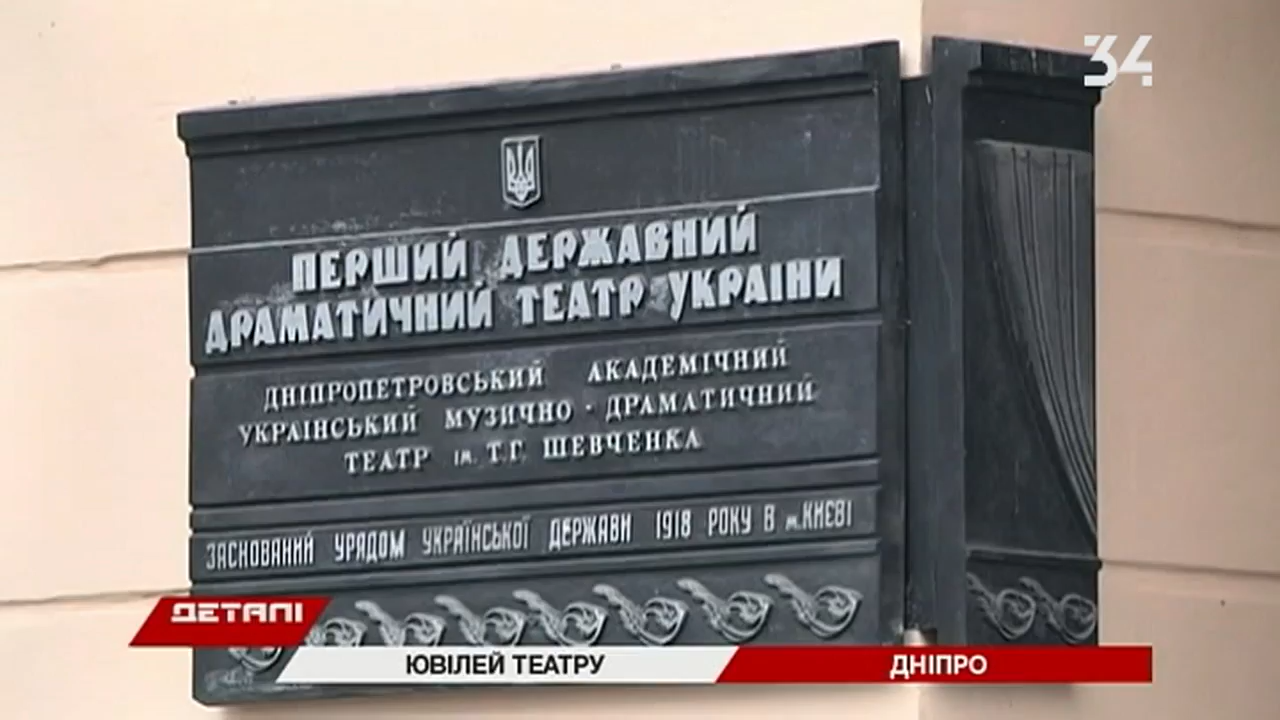 34
ПЕРШИЙ ДЕРЖАВНИЙ
ДРАМАТИЧНИЙ ТЕАТР УКРАЇНИ
ДНІПРОПЕТРОВСЬКИЙ АКАДЕМІЧНИЙ
УКРАЇНСЬКИЙ МУЗИЧНО - ДРАМАТИЧНИЙ
ТЕАТР ІМ. Т.Г. ШЕВЧЕНКА
ЗАСНОВАНИЙ УРЯДОМ УКРАЇНСЬКОЇ ДЕРЖАВИ 1918 РОКУ В м.КИЄВІ
ДЕТАЛІ
ЮВІЛЕЙ ТЕАТРУ
ДНІПРО